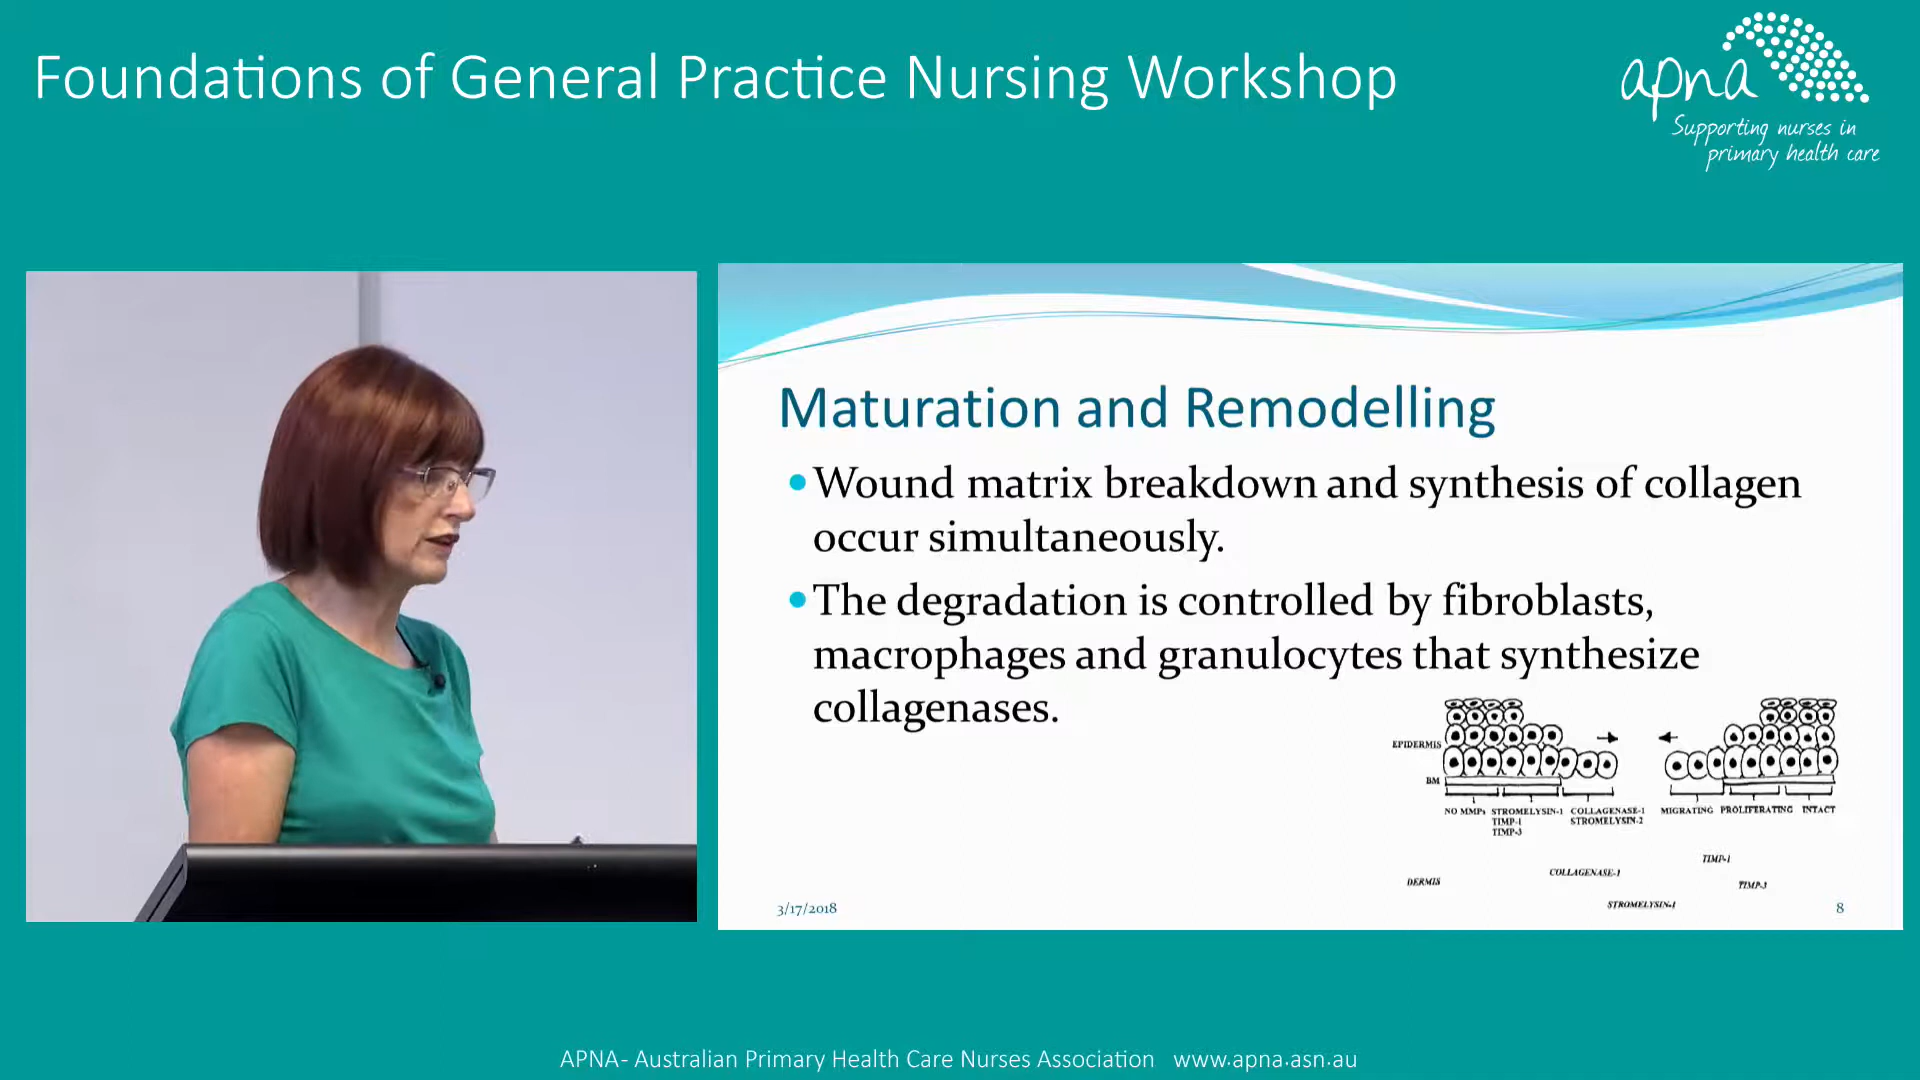 Foundations of General Practice Nursing Workshop
apna
Supporting nurses in
primary health care
Maturation and Remodelling
•Wound matrix breakdown and synthesis of collagen
occur simultaneously.
•The degradation is controlled by fibroblasts,
macrophages and granulocytes that synthesize
collagenases.
EPIDERMIS
BM
NO MMPs STROMELYSIN-1 COLLAGENASE-1 MIGRATING PROLIFERATING INTACT
TIMP-1 STROMELYSIN-2
TIMP-3
TIMP-1
COLLAGENASE-1
DERMIS TIMP-3
STROMELYSIN-1
3/17/2018 8
APNA- Australian Primary Health Care Nurses Association www.apna.asn.au